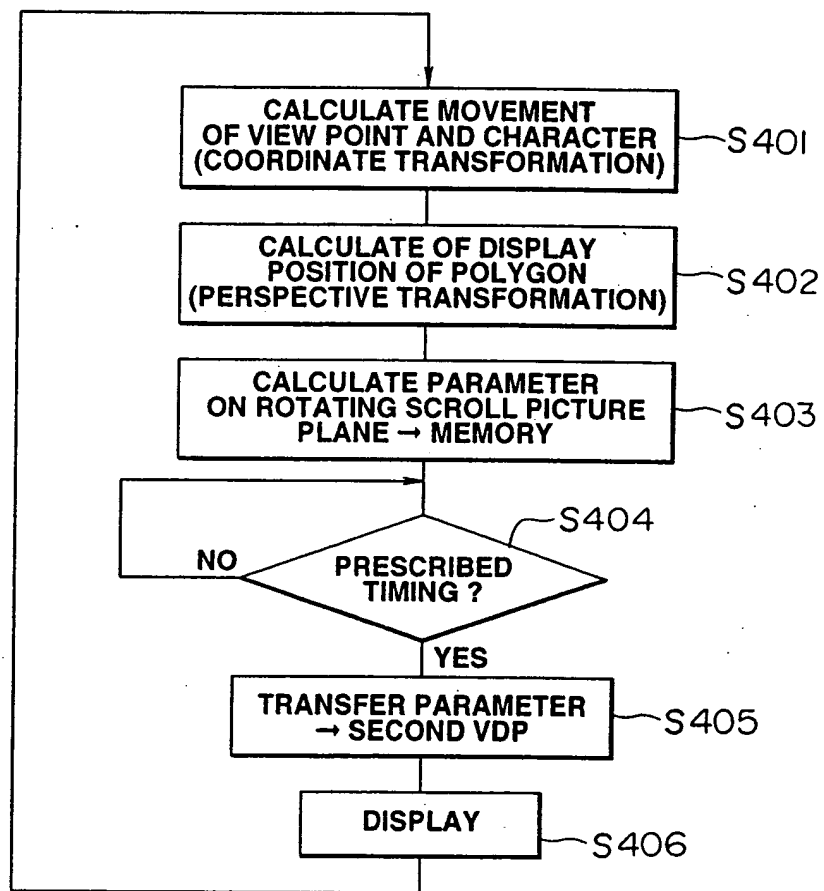 CALCULATE MOVEMENT
OF VIEW POINT AND CHARACTER
(COORDINATE TRANSFORMATION)
S401
CALCULATE OF DISPLAY
POSITION OF POLYGON
(PERSPECTIVE TRANSFORMATION)
S402
CALCULATE PARAMETER
ON ROTATING SCROLL PICTURE
PLANE → MEMORY
S403
S404
NO
PRESCRIBED
TIMING ?
YES
TRANSFER PARAMETER
→ SECOND VDP
S405
DISPLAY
S406